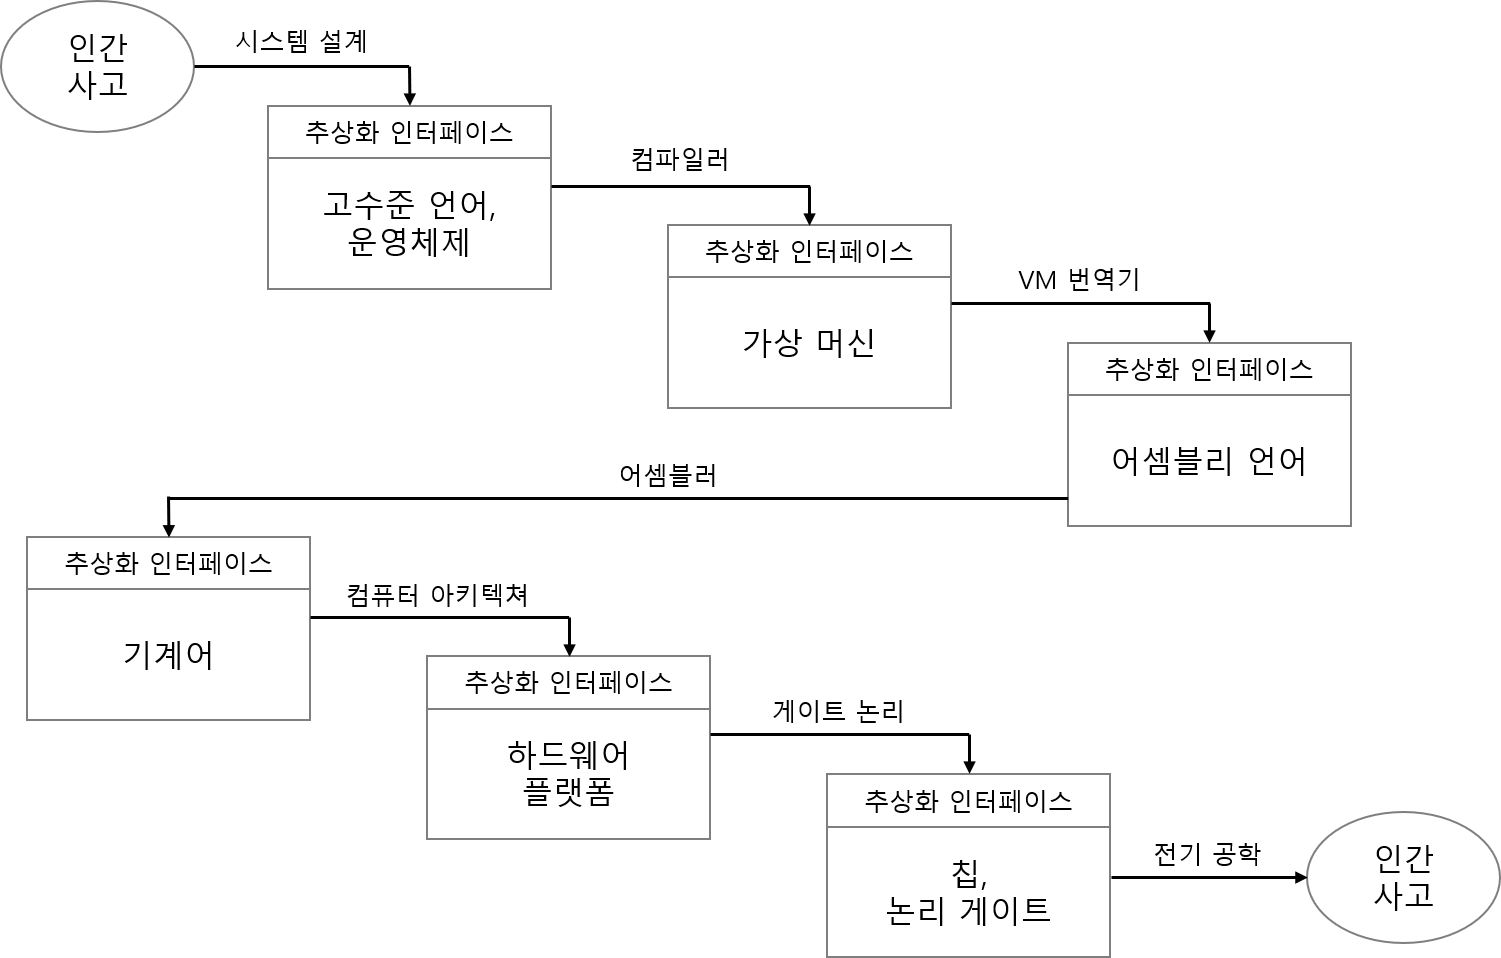 인간
사고
시스템 설계
추상화 인터페이스
고수준 언어,
운영체제
컴파일러
추상화 인터페이스
가상 머신
VM 번역기
추상화 인터페이스
어셈블리 언어
어셈블러
추상화 인터페이스
기계어
컴퓨터 아키텍쳐
추상화 인터페이스
하드웨어
플랫폼
게이트 논리
추상화 인터페이스
칩,
논리 게이트
전기 공학
인간
사고